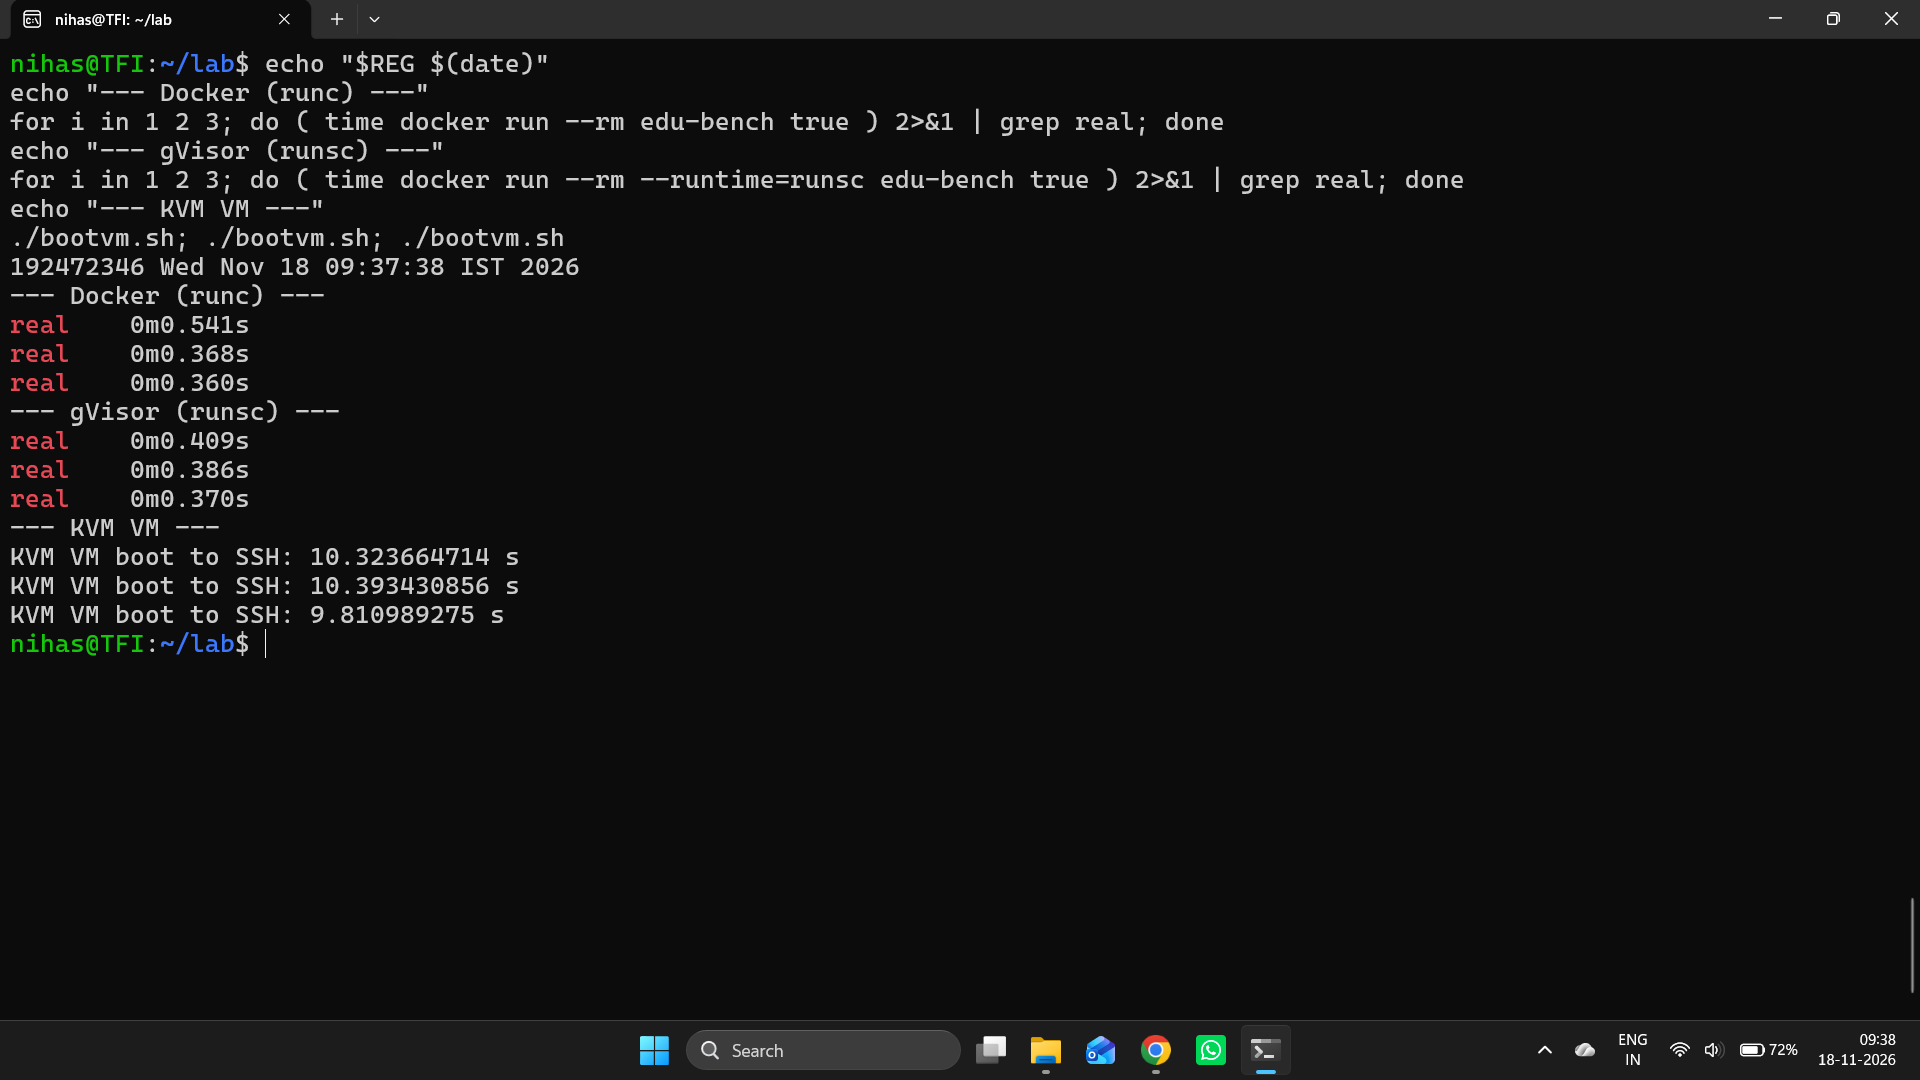 nihas@TFI: ~/lab
nihas@TFI:~/lab$ echo "$REG $(date)"
echo "--- Docker (runc) ---"
for i in 1 2 3; do ( time docker run --rm edu-bench true ) 2>&1 | grep real; done
echo "--- gVisor (runsc) ---"
for i in 1 2 3; do ( time docker run --rm --runtime=runsc edu-bench true ) 2>&1 | grep real; done
echo "--- KVM VM ---"
./bootvm.sh; ./bootvm.sh; ./bootvm.sh
192472346 Wed Nov 18 09:37:38 IST 2026
--- Docker (runc) ---
real    0m0.541s
real    0m0.368s
real    0m0.360s
--- gVisor (runsc) ---
real    0m0.409s
real    0m0.386s
real    0m0.370s
--- KVM VM ---
KVM VM boot to SSH: 10.323664714 s
KVM VM boot to SSH: 10.393430856 s
KVM VM boot to SSH: 9.810989275 s
nihas@TFI:~/lab$
Search
ENG
IN
72%
09:38
18-11-2026